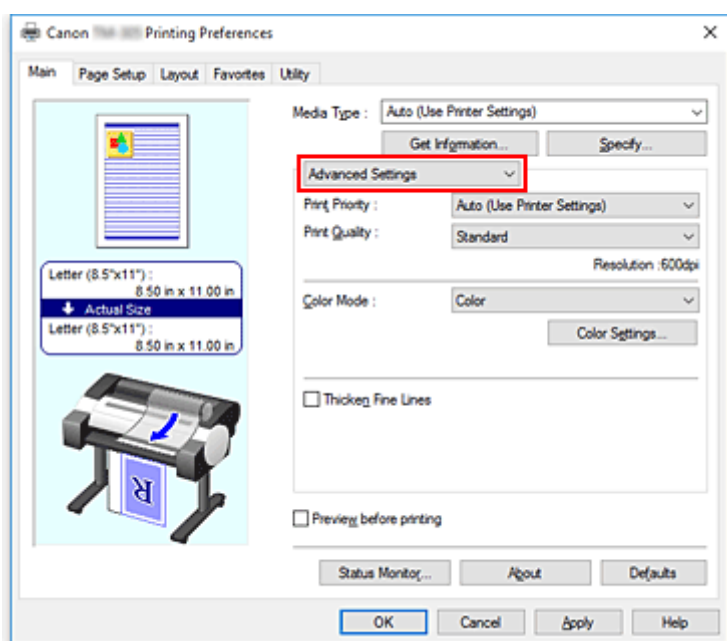 Canon Printing Preferences
Main Page Setup Layout Favorites Utility
Media Type : Auto (Use Printer Settings)
Get Information... Specify...
Advanced Settings
Print Priority : Auto (Use Printer Settings)
Print Quality : Standard
Resolution :600dpi
Letter (8.5"x11") :
8.50 in x 11.00 in
Actual Size
Letter (8.5"x11") :
8.50 in x 11.00 in
Color Mode : Color
Color Settings...
Thicken Fine Lines
R
Preview before printing
Status Monitor... About Defaults
OK Cancel Apply Help